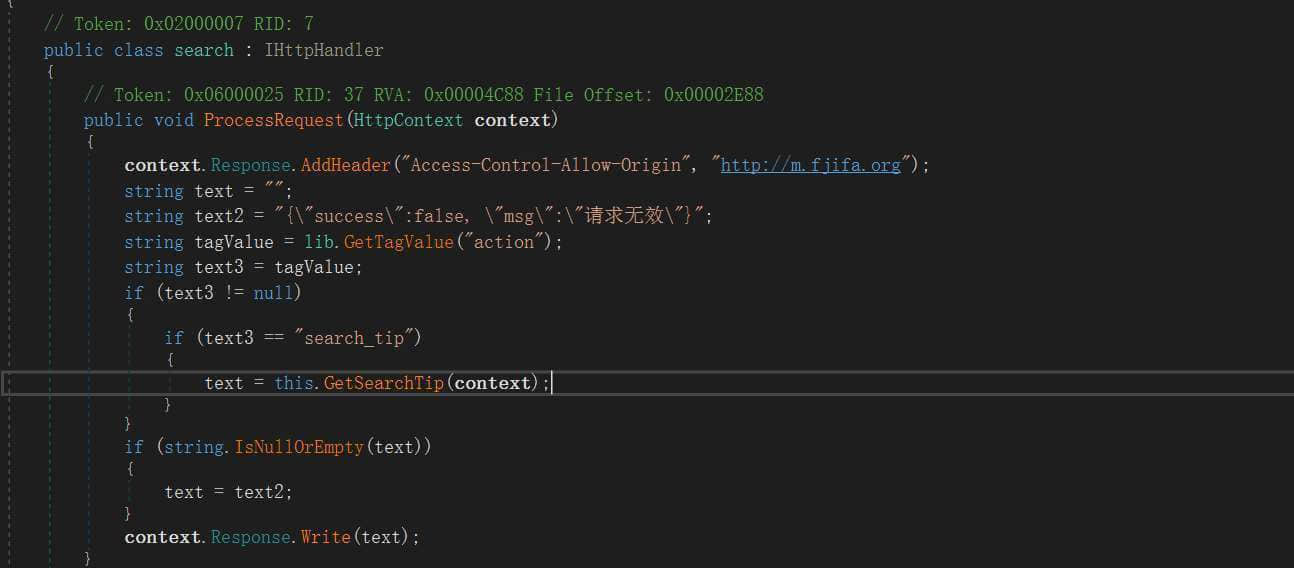 {
// Token: 0x02000007 RID: 7
public class search : IHttpHandler
{
// Token: 0x06000025 RID: 37 RVA: 0x00004C88 File Offset: 0x00002E88
public void ProcessRequest(HttpContext context)
{
context.Response.AddHeader("Access-Control-Allow-Origin", "http://m.fjifa.org");
string text = "";
string text2 = "{\"success\":false, \"msg\":\"请求无效\"}";
string tagValue = lib.GetTagValue("action");
string text3 = tagValue;
if (text3 != null)
{
if (text3 == "search_tip")
{
text = this.GetSearchTip(context);
}
}
if (string.IsNullOrEmpty(text))
{
text = text2;
}
context.Response.Write(text);
}